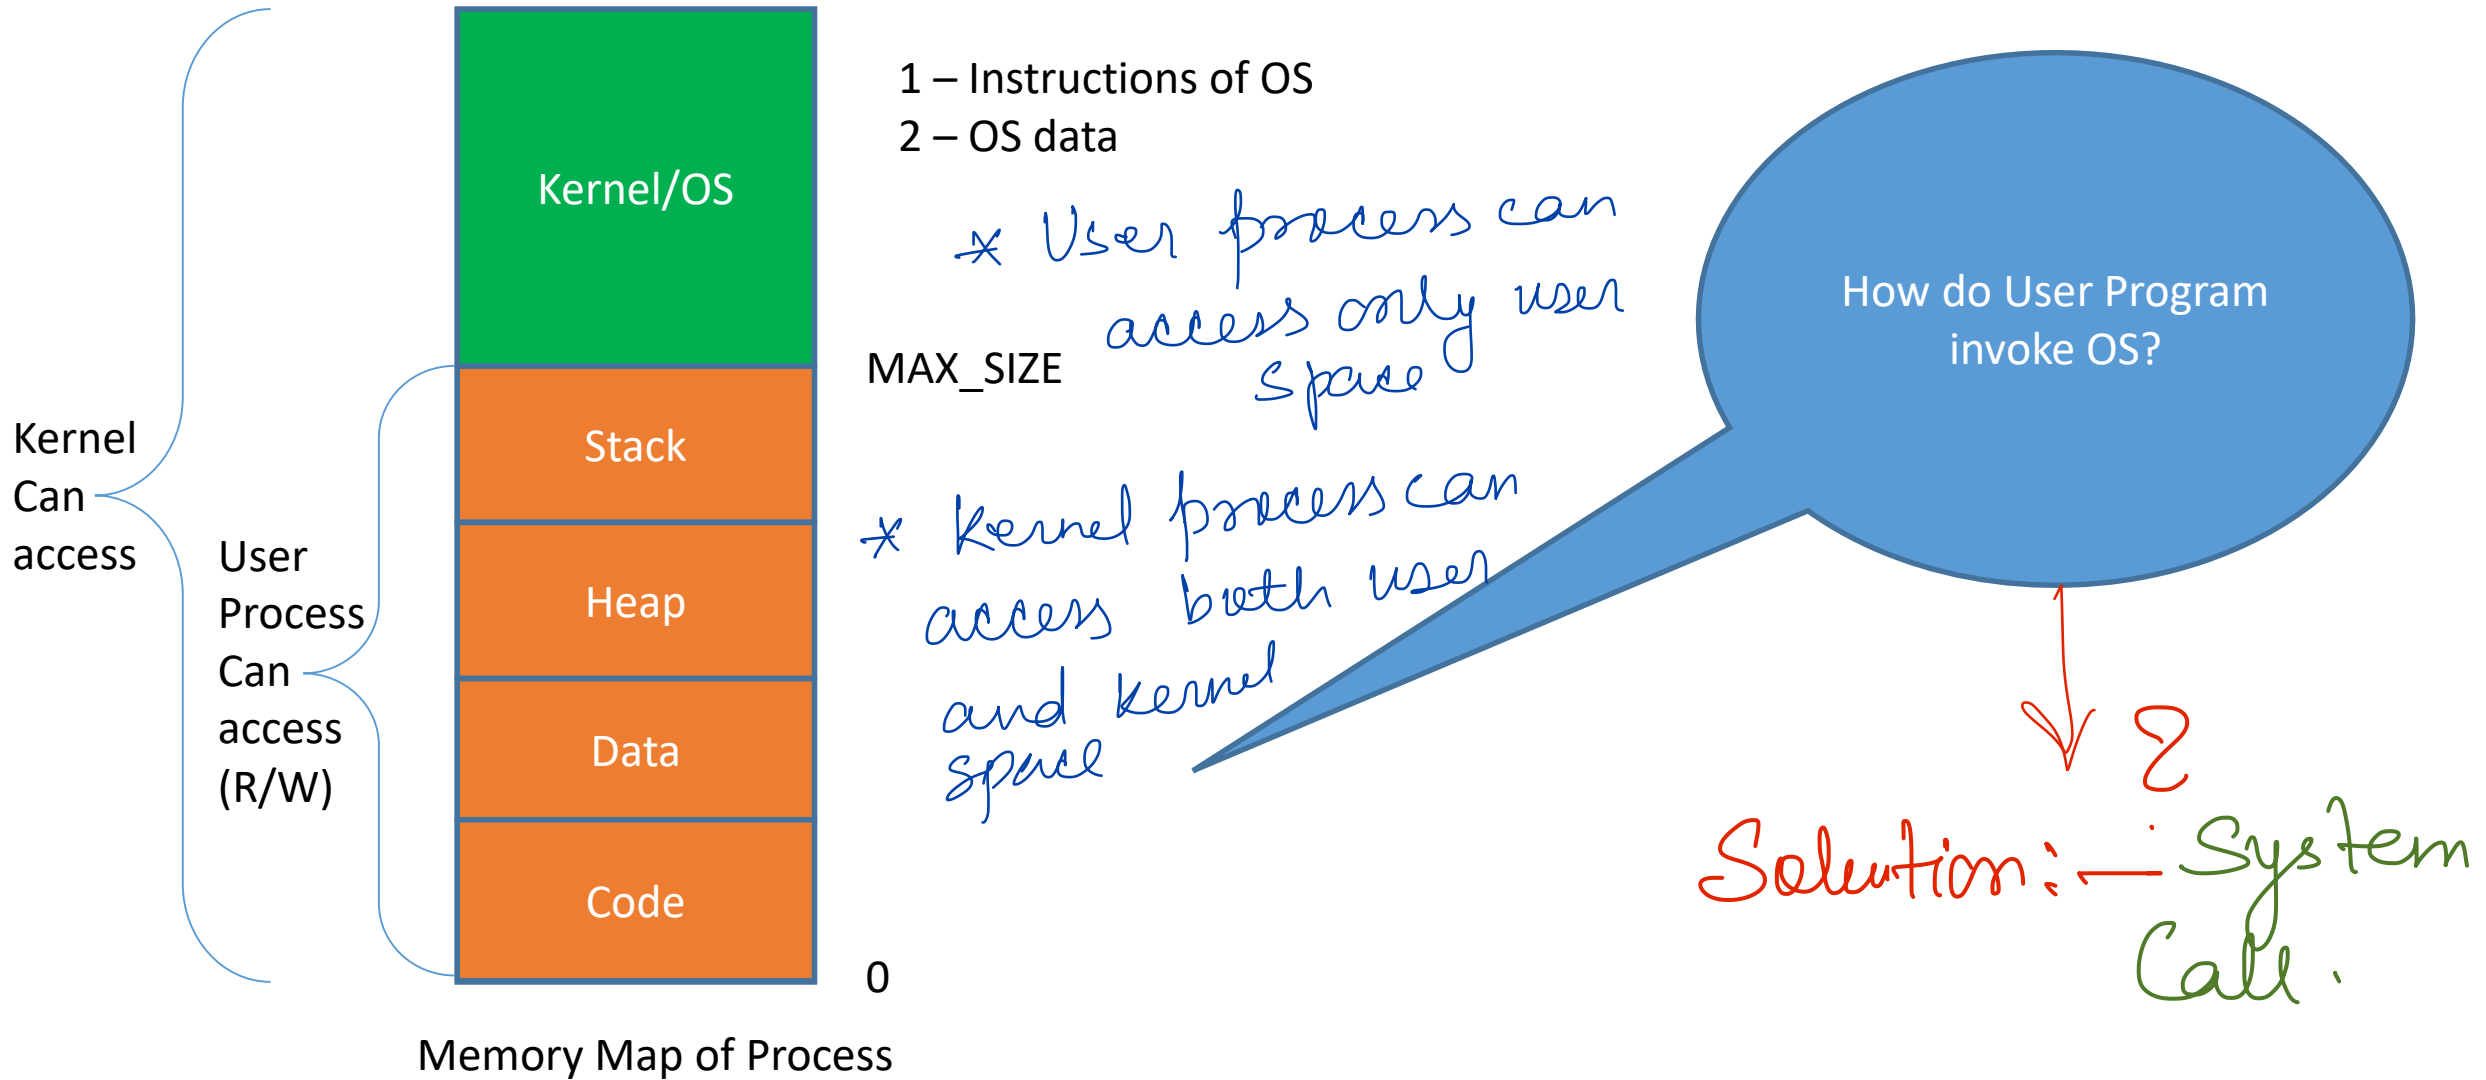 Kernel/OS
1 – Instructions of OS
2 – OS data
* User process can
access only user
space
MAX_SIZE
Stack
Heap
Data
Code
0
Kernel
Can
access
User
Process
Can
access
(R/W)
* Kernel process can
access both user
and kernel
space
How do User Program
invoke OS?
?
Solution:— System
Call.
Memory Map of Process